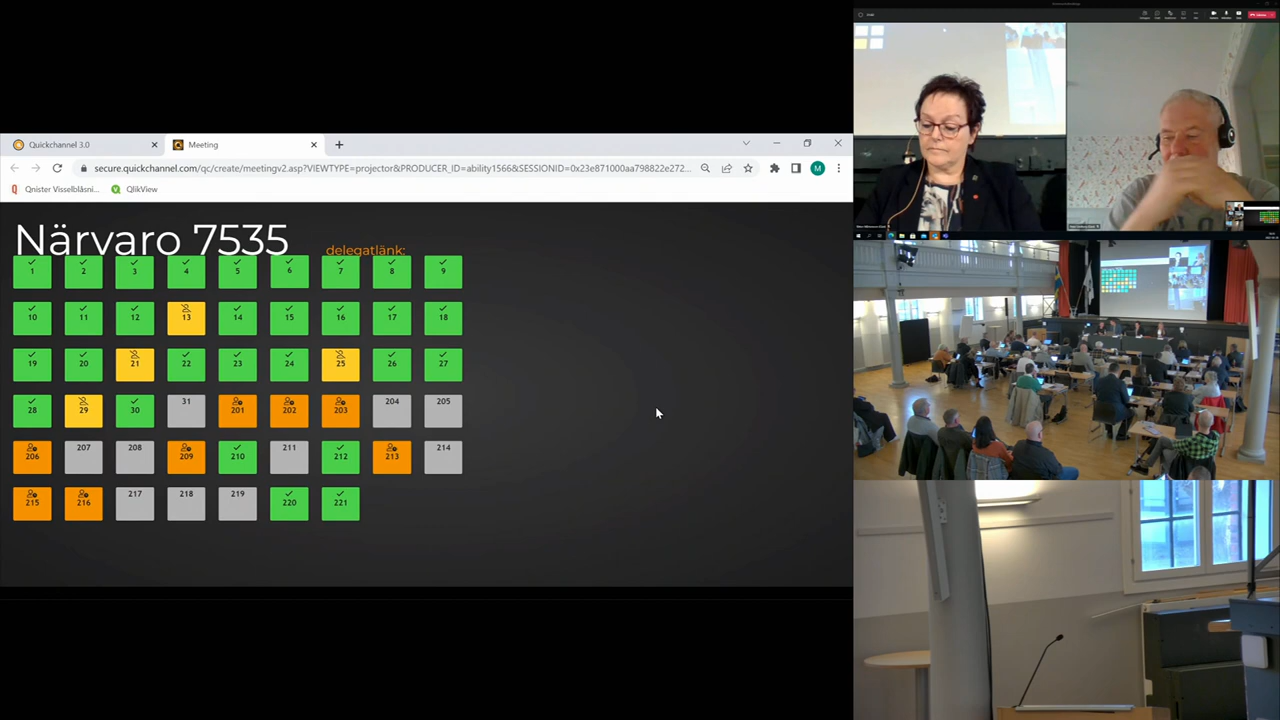 Quickchannel 3.0
Meeting
secure.quickchannel.com/qc/create/meetingv2.asp?VIEWTYPE=projector&PRODUCER_ID=ability1566&SESSIONID=0x23e871000aa798822e272...
M
Qnister Visselblåsni...
QlikView
Närvaro 7535
delegatlänk:
1 2 3 4 5 6 7 8 9
10 11 12 13 14 15 16 17 18
19 20 21 22 23 24 25 26 27
28 29 30 31 201 202 203 204 205
206 207 208 209 210 211 212 213 214
215 216 217 218 219 220 221